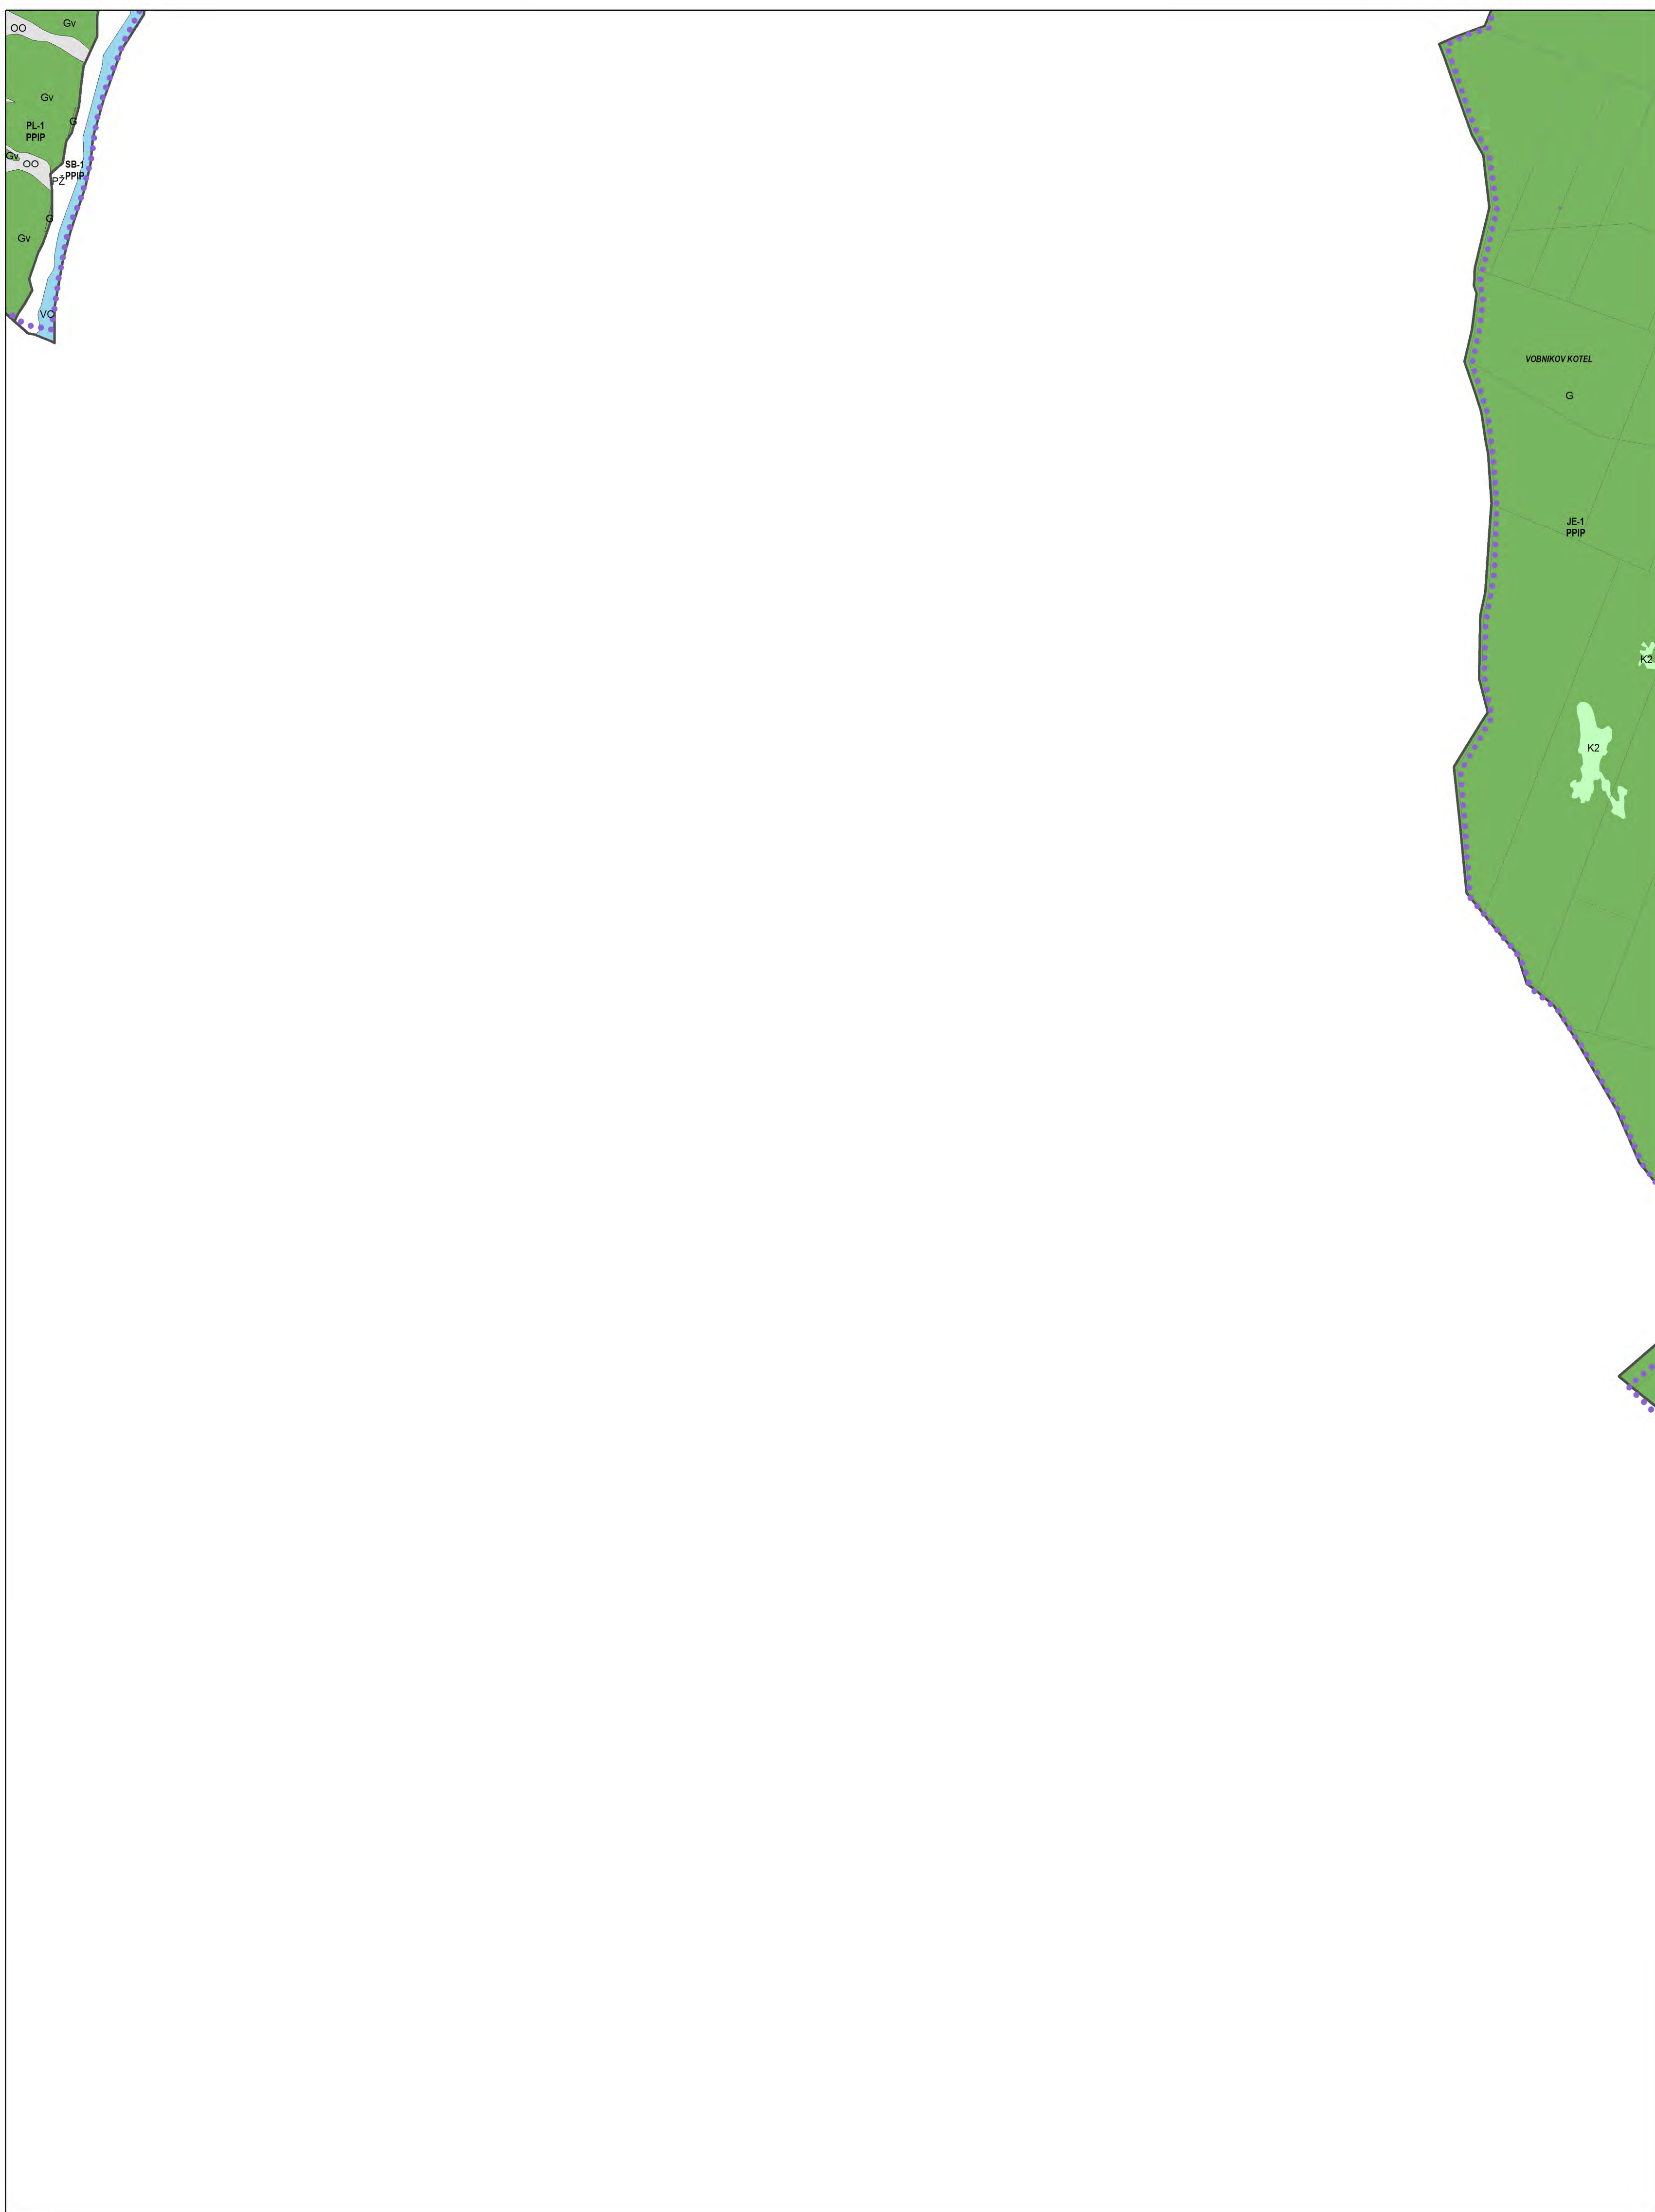 OO
Gv
Gv
G
PL-1
PPIP
Gv
OO
SB-1
PPIP
PŽ
G
Gv
VO
VOBNIKOV KOTEL
G
JE-1
PPIP
K2
K2